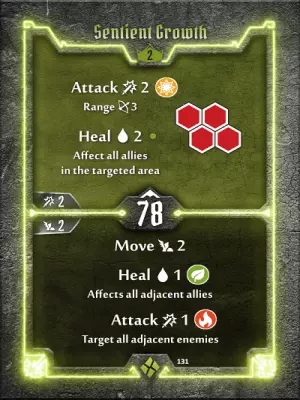 Sentient Growth
2
Attack 2
Range 3
Heal 2
Affect all allies
in the targeted area
2
78
2
Move 2
Heal 1
Affects all adjacent allies
Attack 1
Target all adjacent enemies
131